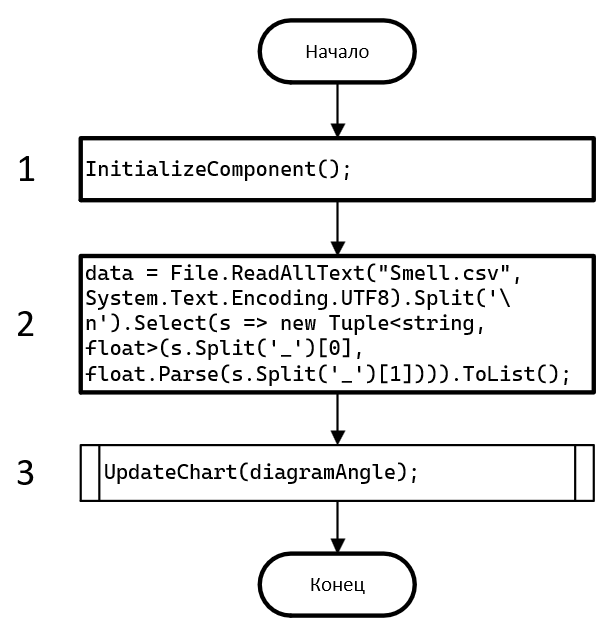 Начало
1
InitializeComponent();
2
data = File.ReadAllText("Smell.csv",
System.Text.Encoding.UTF8).Split('\
n').Select(s => new Tuple<string,
float>(s.Split('_')[0],
float.Parse(s.Split('_')[1]))).ToList();
3
UpdateChart(diagramAngle);
Конец